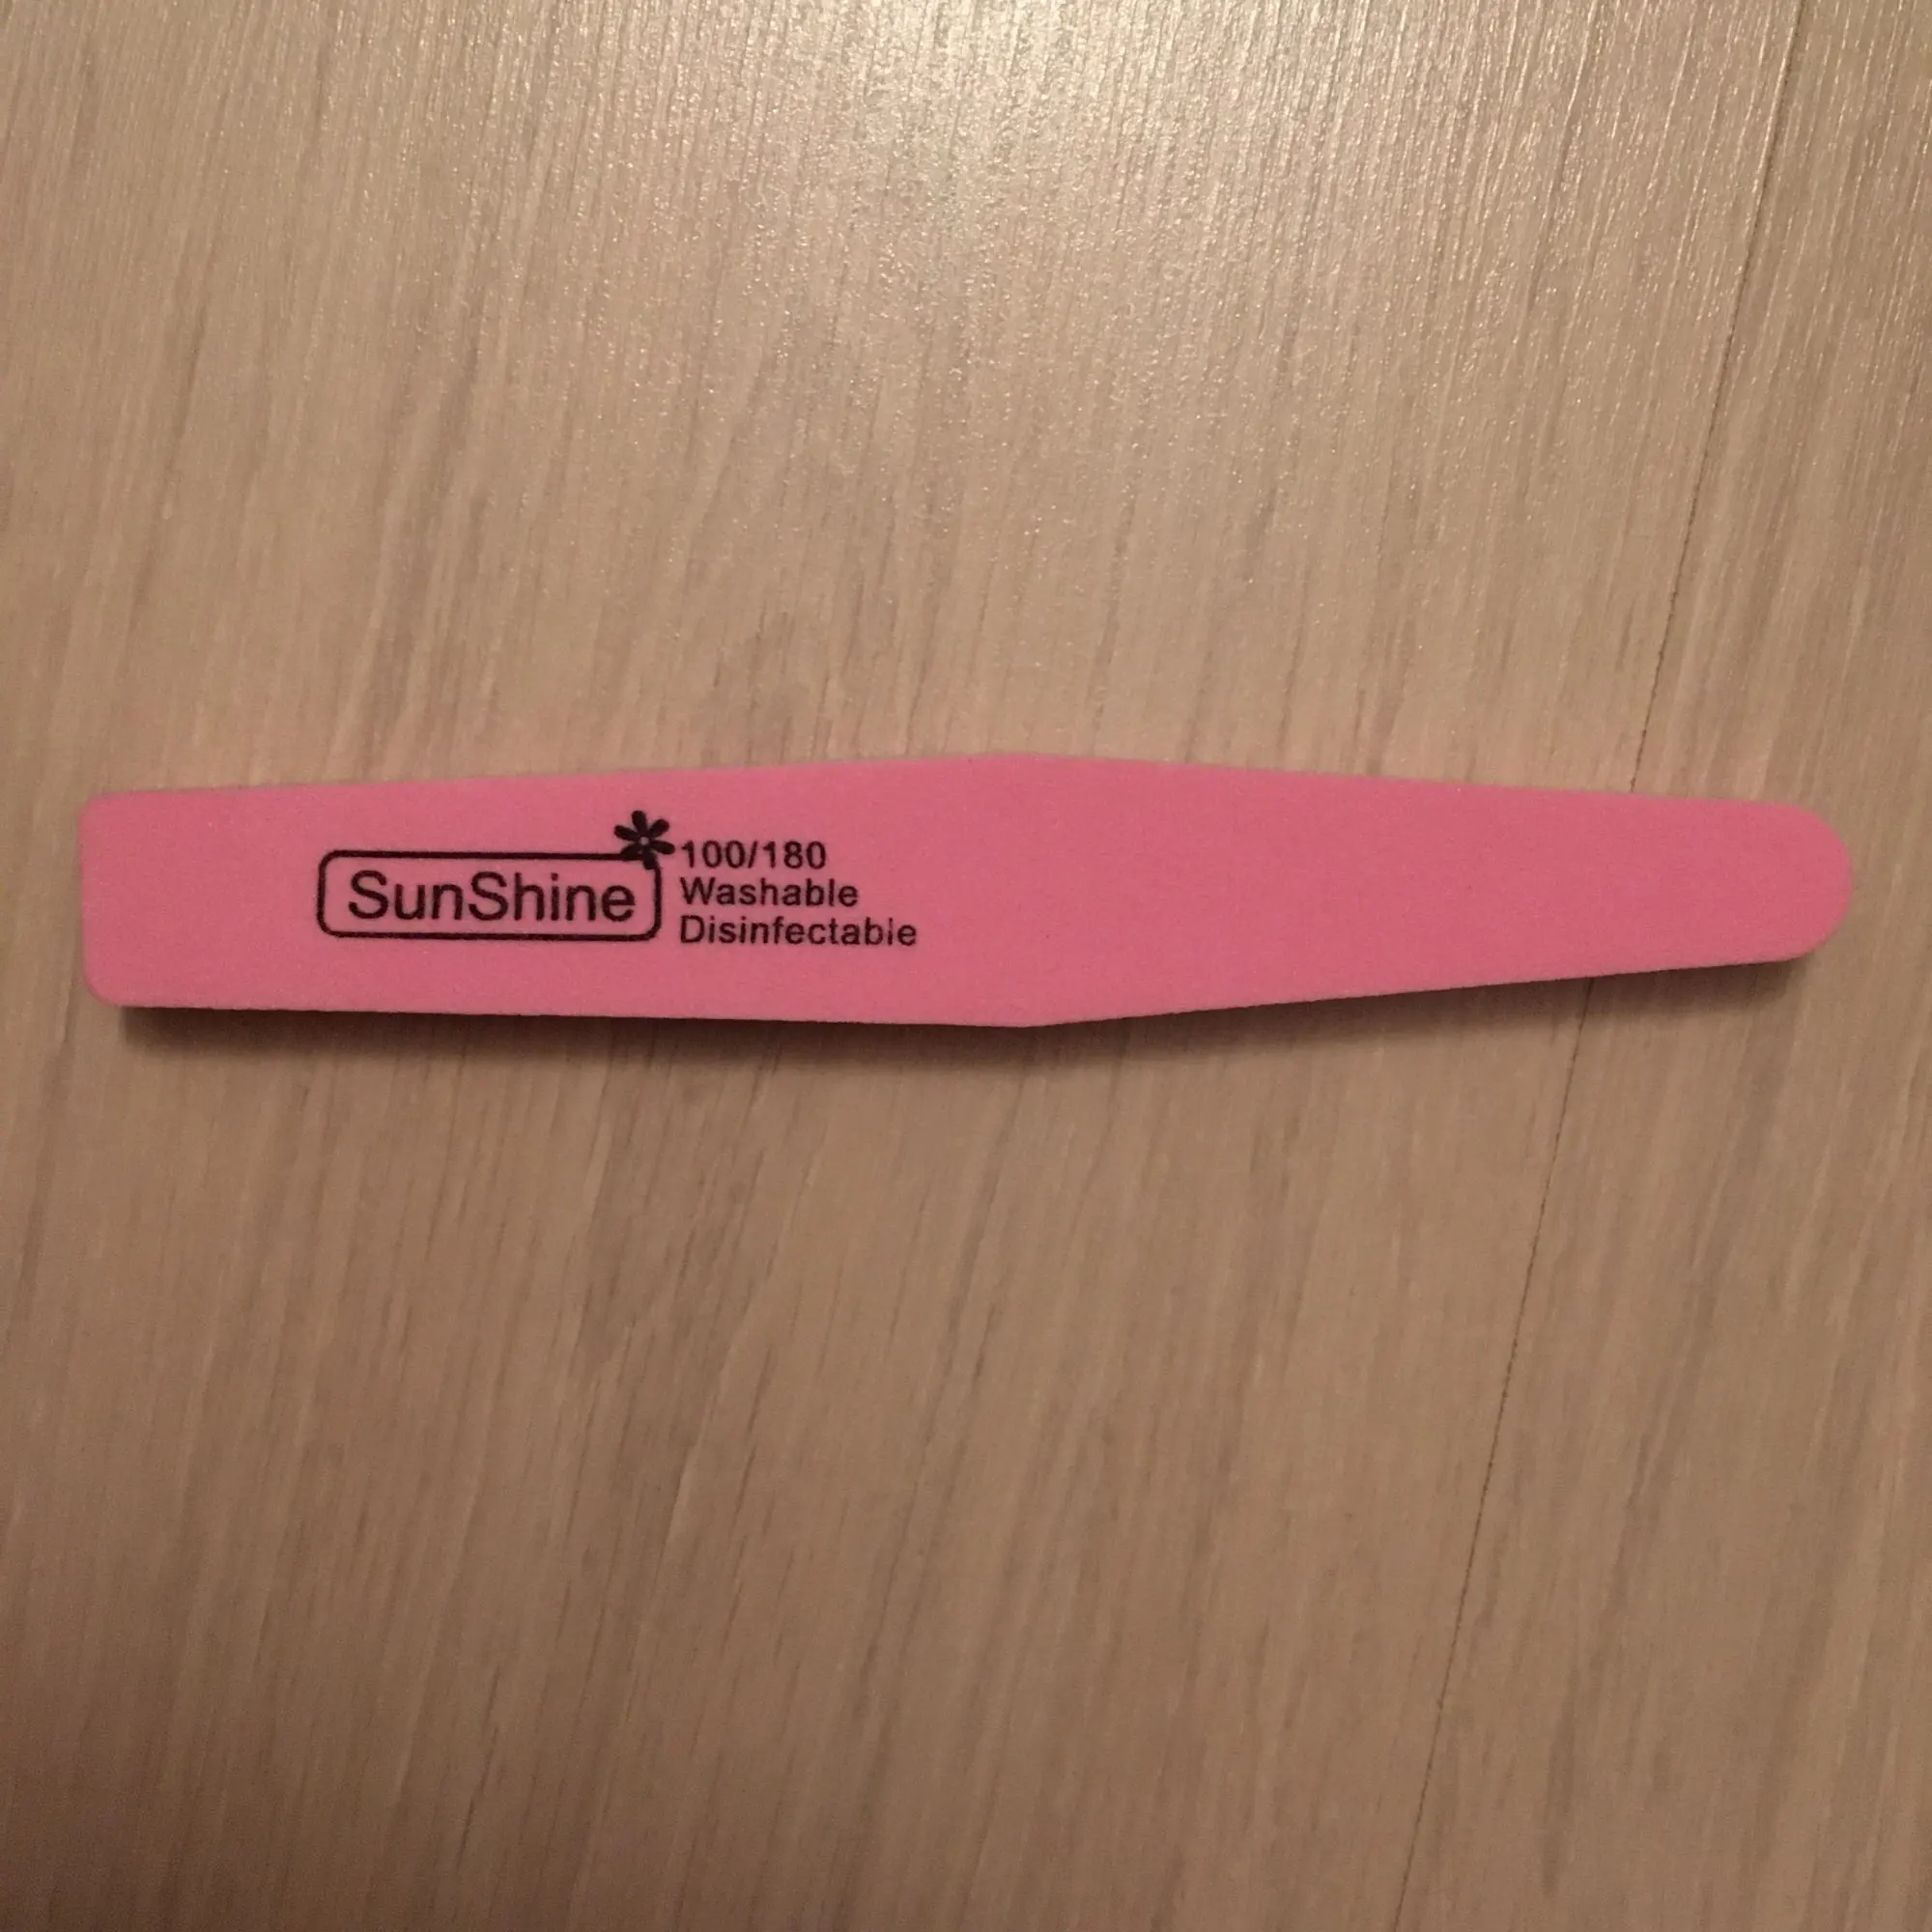 SunShine
100/180
Washable
Disinfectable